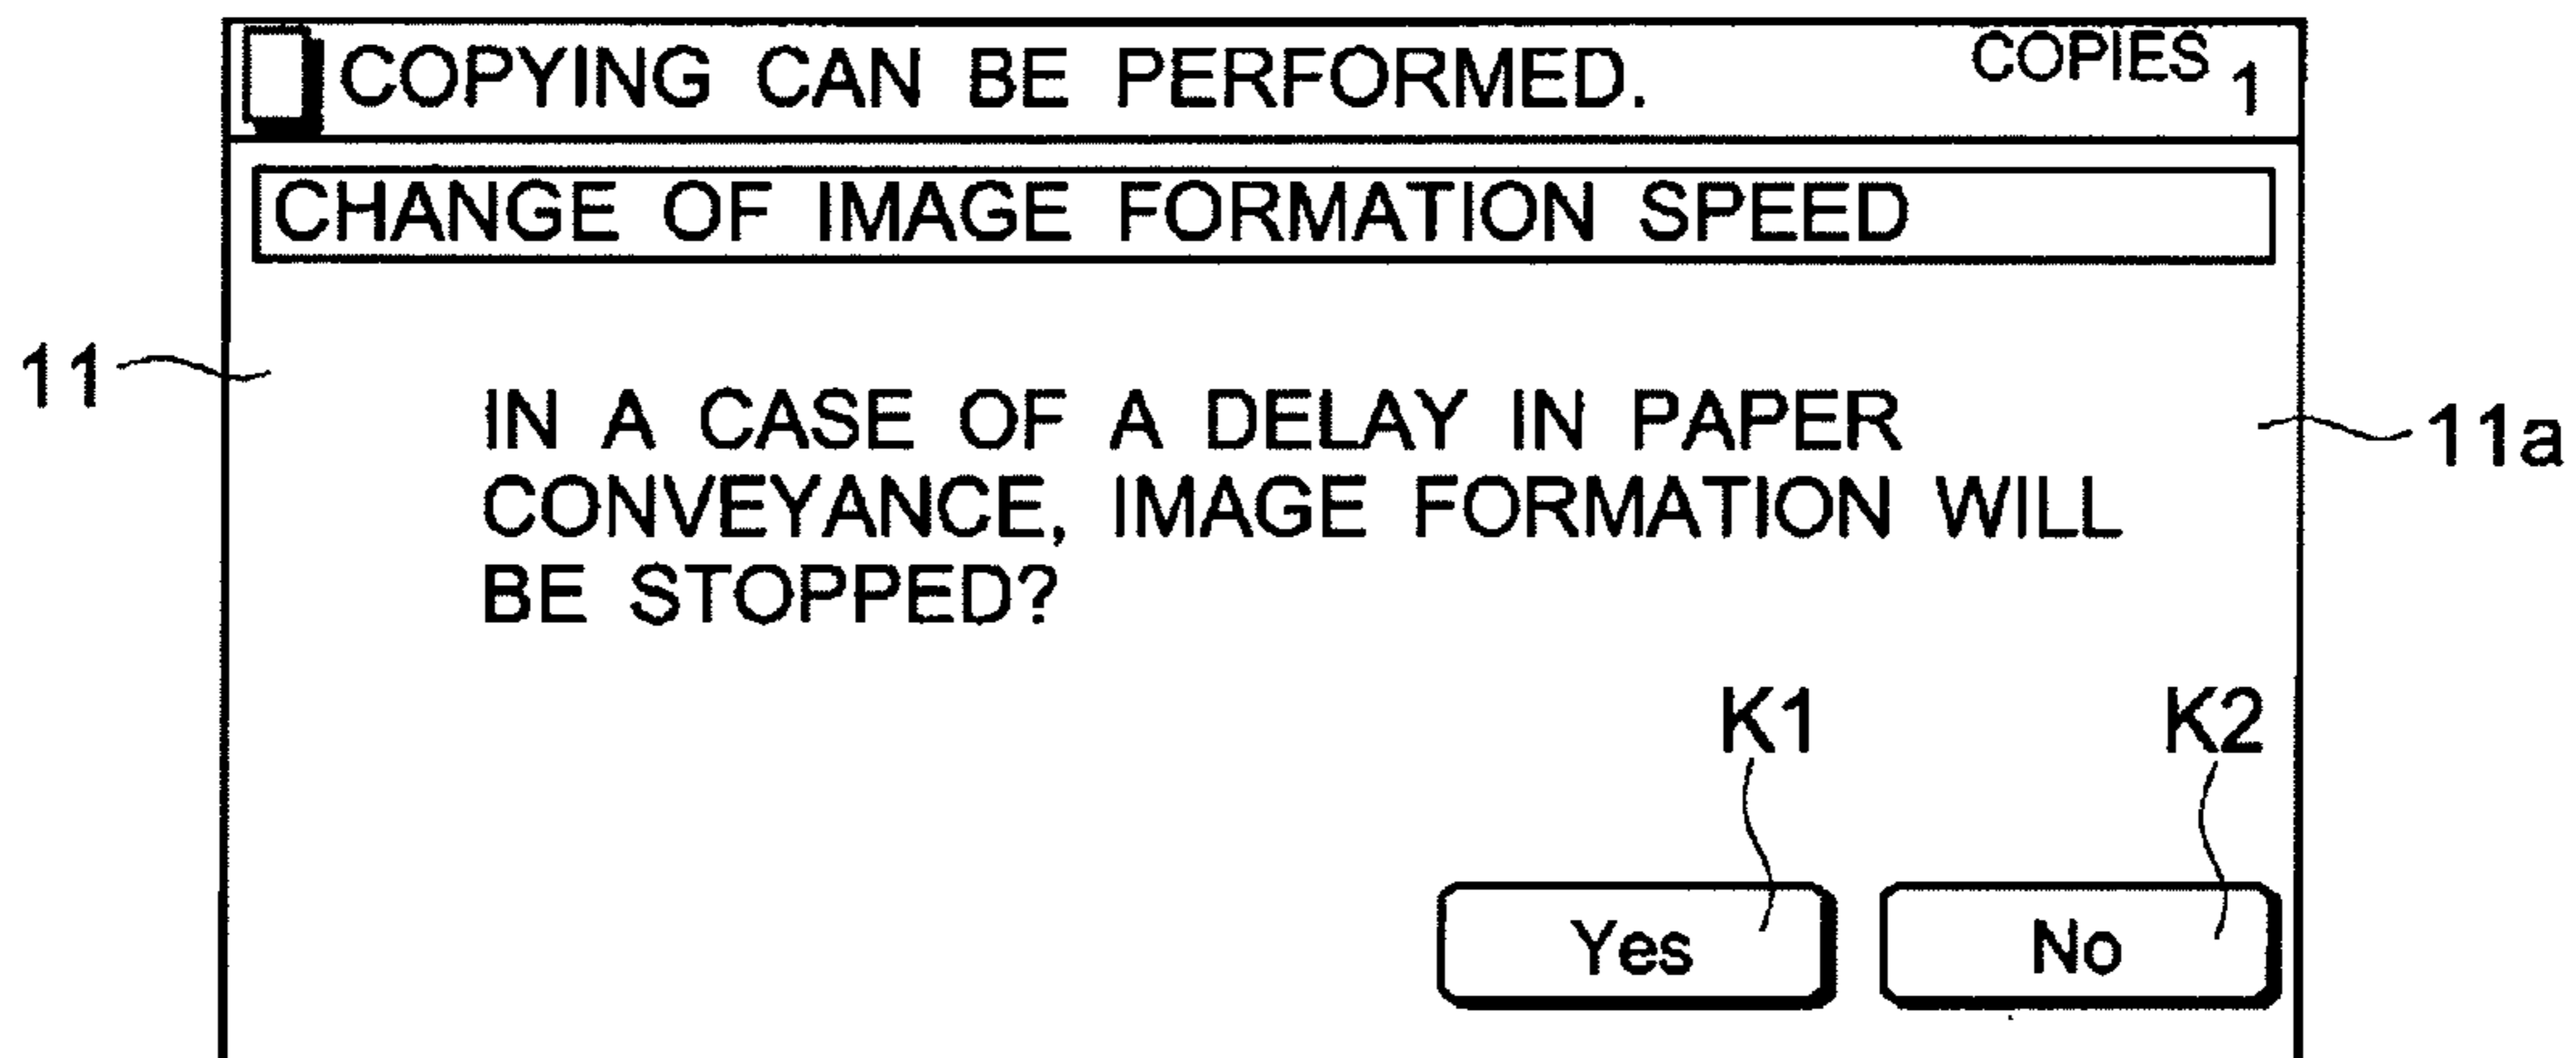 COPYING CAN BE PERFORMED. COPIES 1
CHANGE OF IMAGE FORMATION SPEED
11
IN A CASE OF A DELAY IN PAPER
11a
CONVEYANCE, IMAGE FORMATION WILL
BE STOPPED?
K1 K2
Yes No